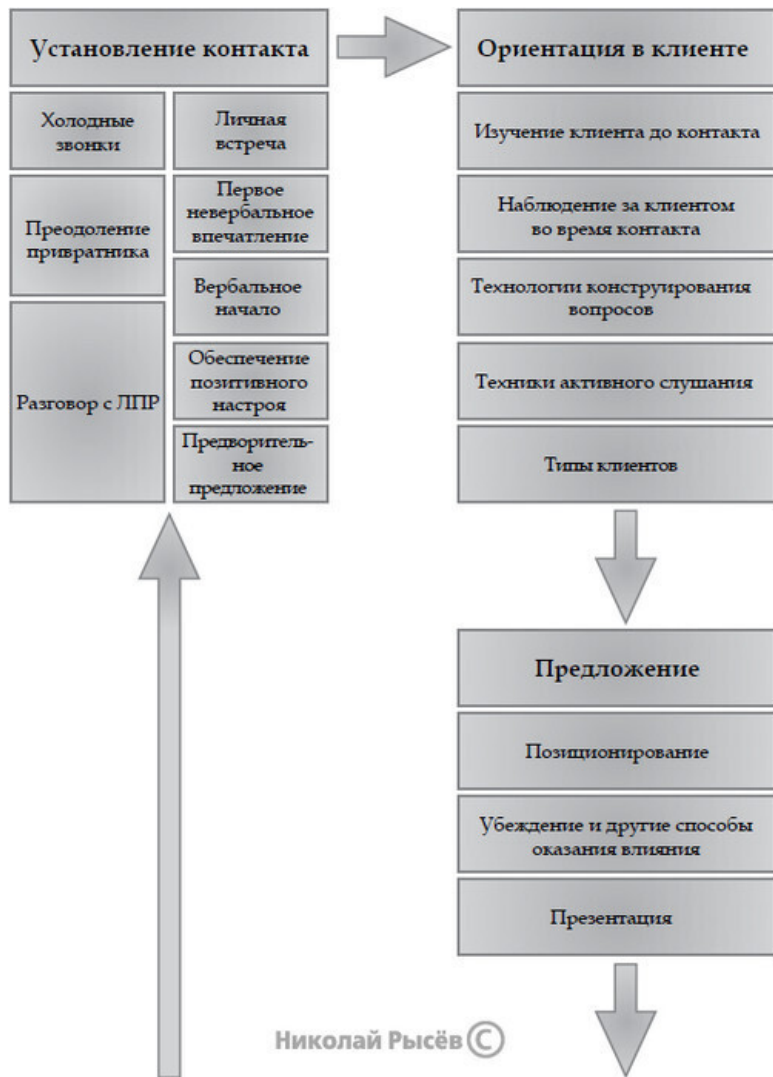 Установление контакта
Холодные
звонки
Преодоление
привратника
Разговор с ЛПР
Личная
встреча
Первое
невербальное
впечатление
Вербальное
начало
Обеспечение
позитивного
настроя
Предворитель-
ное
предложение
Ориентация в клиенте
Изучение клиента до контакта
Наблюдение за клиентом
во время контакта
Технологии конструирования
вопросов
Техники активного слушания
Типы клиентов
Предложение
Позиционирование
Убеждение и другие способы
оказания влияния
Презентация
Николай Рысёв ©